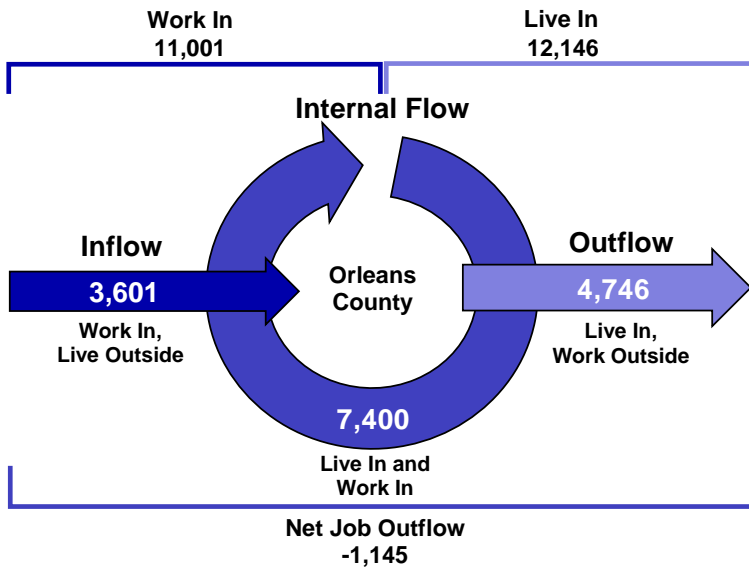 Work In
11,001
Live In
12,146
Internal Flow
Inflow
3,601
Work In,
Live Outside
Orleans
County
Outflow
4,746
Live In,
Work Outside
7,400
Live In and
Work In
Net Job Outflow
-1,145